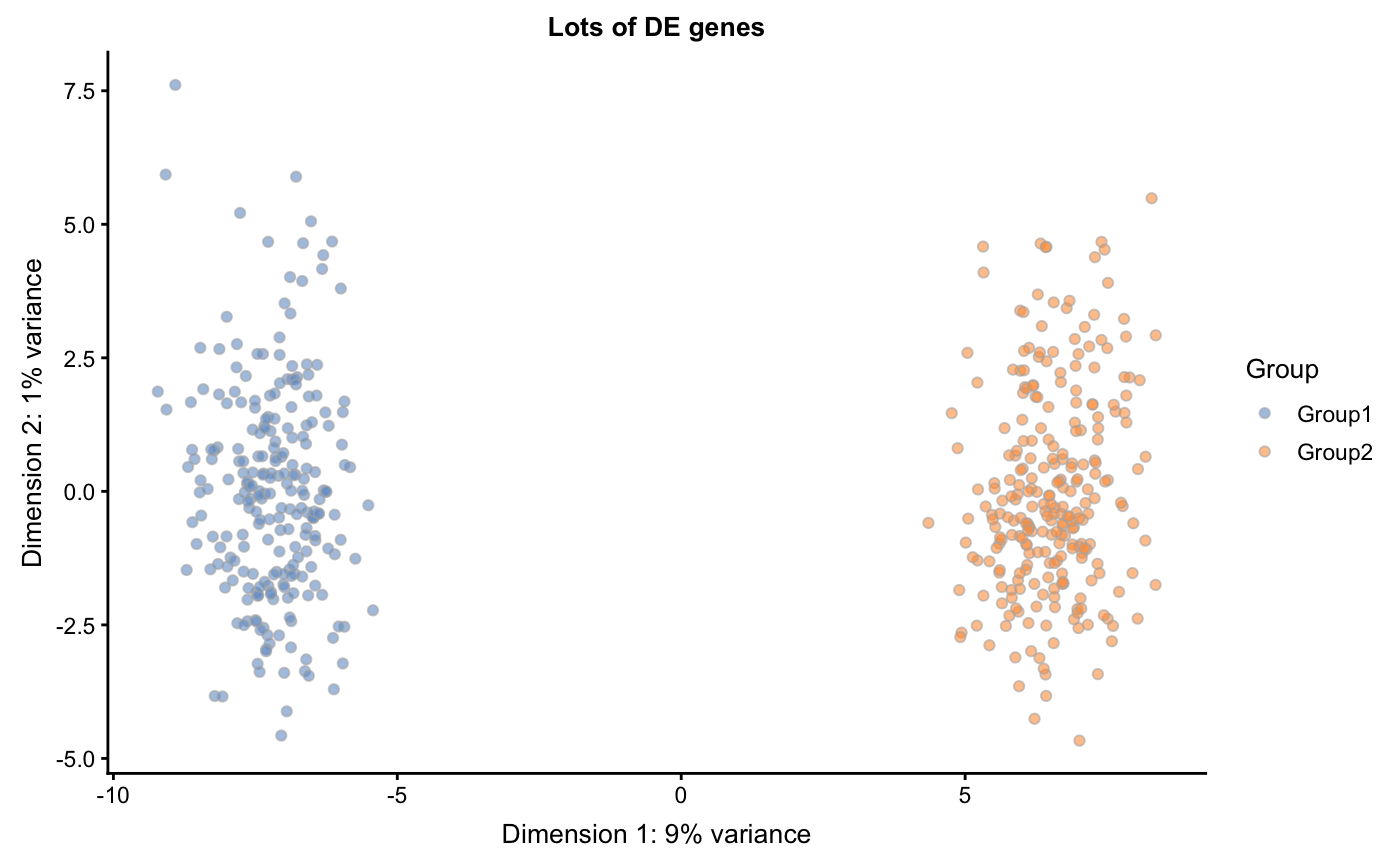 Lots of DE genes
7.5
5.0
2.5
0.0
-2.5
-5.0
Dimension 2: 1% variance
-10
-5
0
5
Dimension 1: 9% variance
Group
Group1
Group2